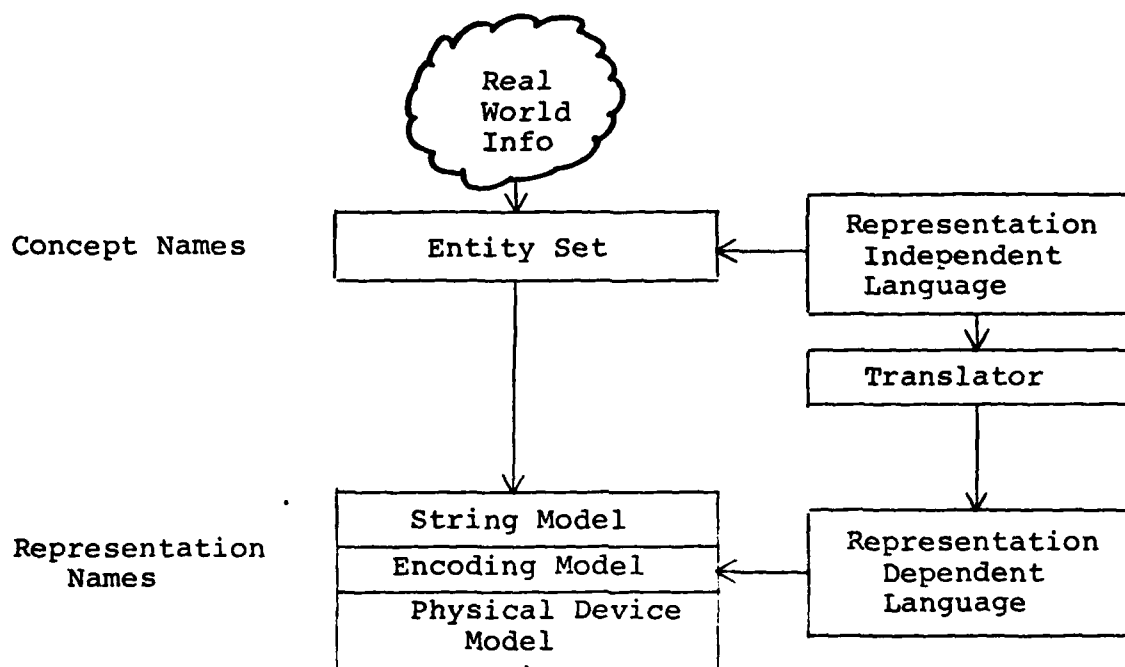 Real
World
Info
Concept Names
Entity Set
Representation
Independent
Language
Translator
String Model
Encoding Model
Physical Device
Model
Representation
Names
Representation
Dependent
Language